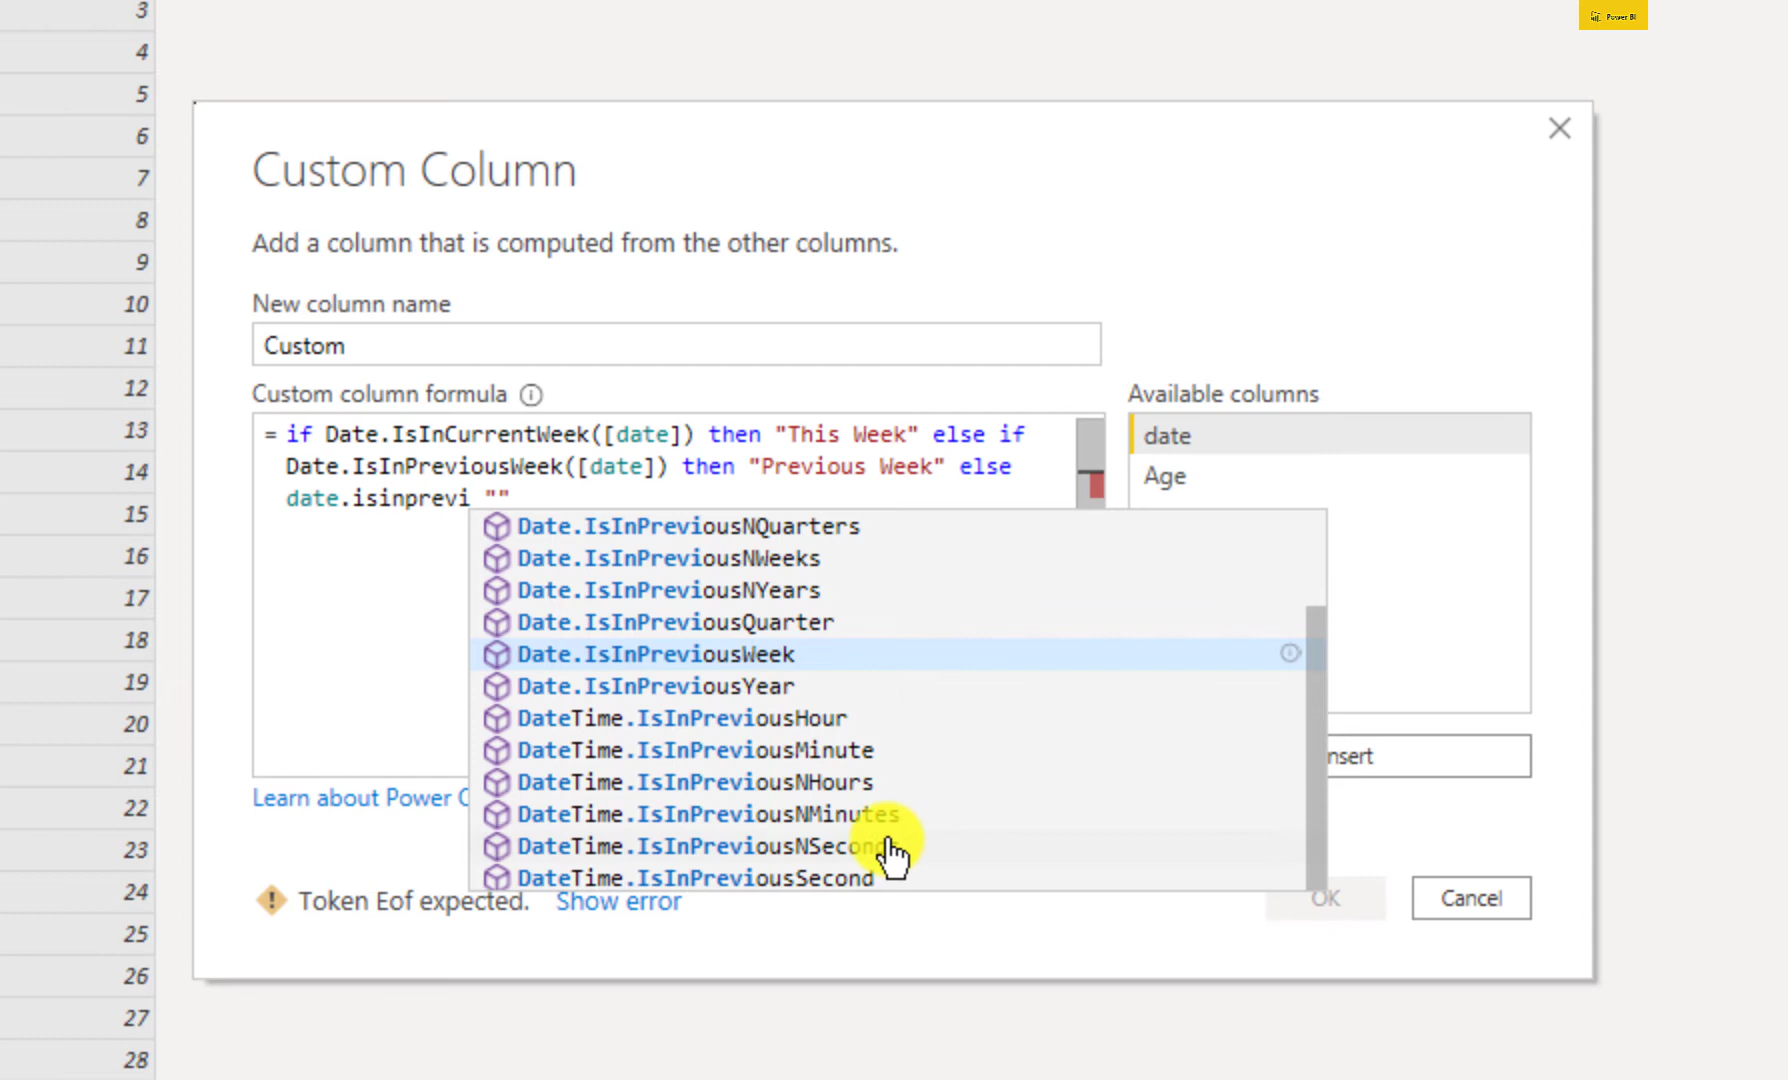 Power BI
3
4
5
6
7
8
9
10
11
12
13
14
15
16
17
18
19
20
21
22
23
24
25
26
27
28
Custom Column
Add a column that is computed from the other columns.
New column name
Custom
Custom column formula
= if Date.IsInCurrentWeek([date]) then "This Week" else if
Date.IsInPreviousWeek([date]) then "Previous Week" else
date.isinprevi ""
Available columns
date
Age
Date.IsInPreviousNQuarters
Date.IsInPreviousNWeeks
Date.IsInPreviousNYears
Date.IsInPreviousQuarter
Date.IsInPreviousWeek
Date.IsInPreviousYear
DateTime.IsInPreviousHour
DateTime.IsInPreviousMinute
DateTime.IsInPreviousNHours
DateTime.IsInPreviousNMinutes
DateTime.IsInPreviousNSecon
DateTime.IsInPreviousSecond
nsert
Learn about Power
Token Eof expected. Show error
OK
Cancel